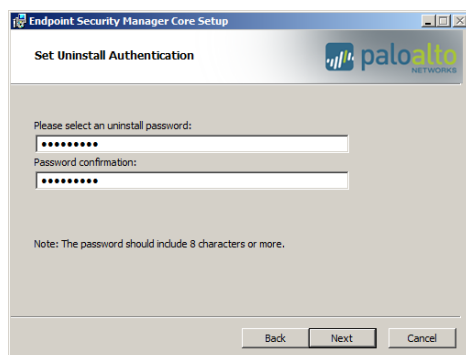 Endpoint Security Manager Core Setup
Set Uninstall Authentication
paloalto
NETWORKS
Please select an uninstall password:
•••••••••
Password confirmation:
•••••••••
Note: The password should include 8 characters or more.
Back Next Cancel